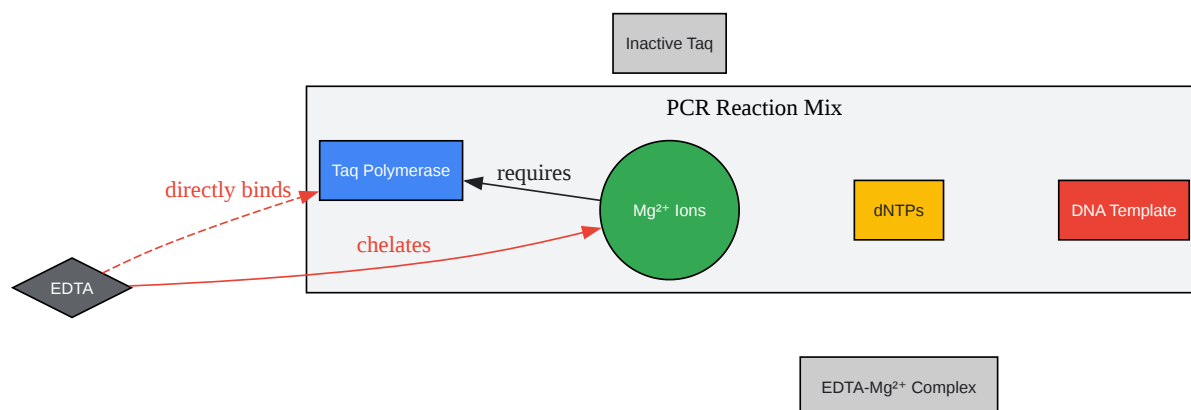 Inactive Taq
PCR Reaction Mix
Taq Polymerase
requires
directly binds
Mg²⁺ Ions
dNTPs
DNA Template
chelates
EDTA
EDTA-Mg²⁺ Complex